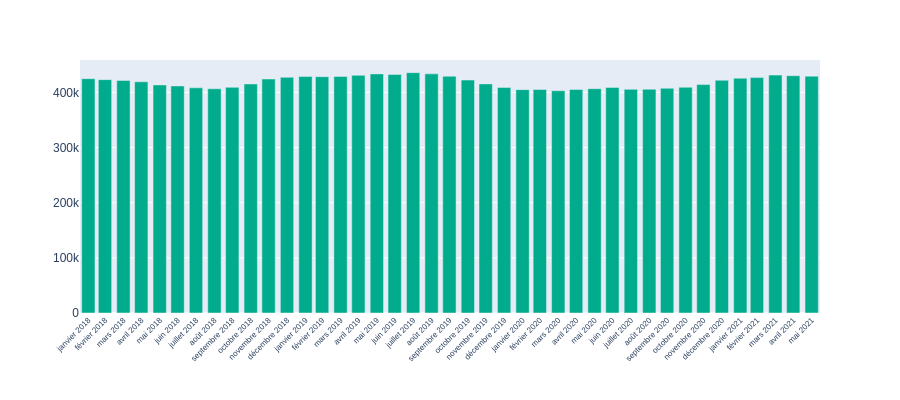 400k
300k
200k
100k
0
janvier 2018
février 2018
mars 2018
avril 2018
mai 2018
juin 2018
juillet 2018
août 2018
septembre 2018
octobre 2018
novembre 2018
décembre 2018
janvier 2019
février 2019
mars 2019
avril 2019
mai 2019
juin 2019
juillet 2019
août 2019
septembre 2019
octobre 2019
novembre 2019
décembre 2019
janvier 2020
février 2020
mars 2020
avril 2020
mai 2020
juin 2020
juillet 2020
août 2020
septembre 2020
octobre 2020
novembre 2020
décembre 2020
janvier 2021
février 2021
mars 2021
avril 2021
mai 2021